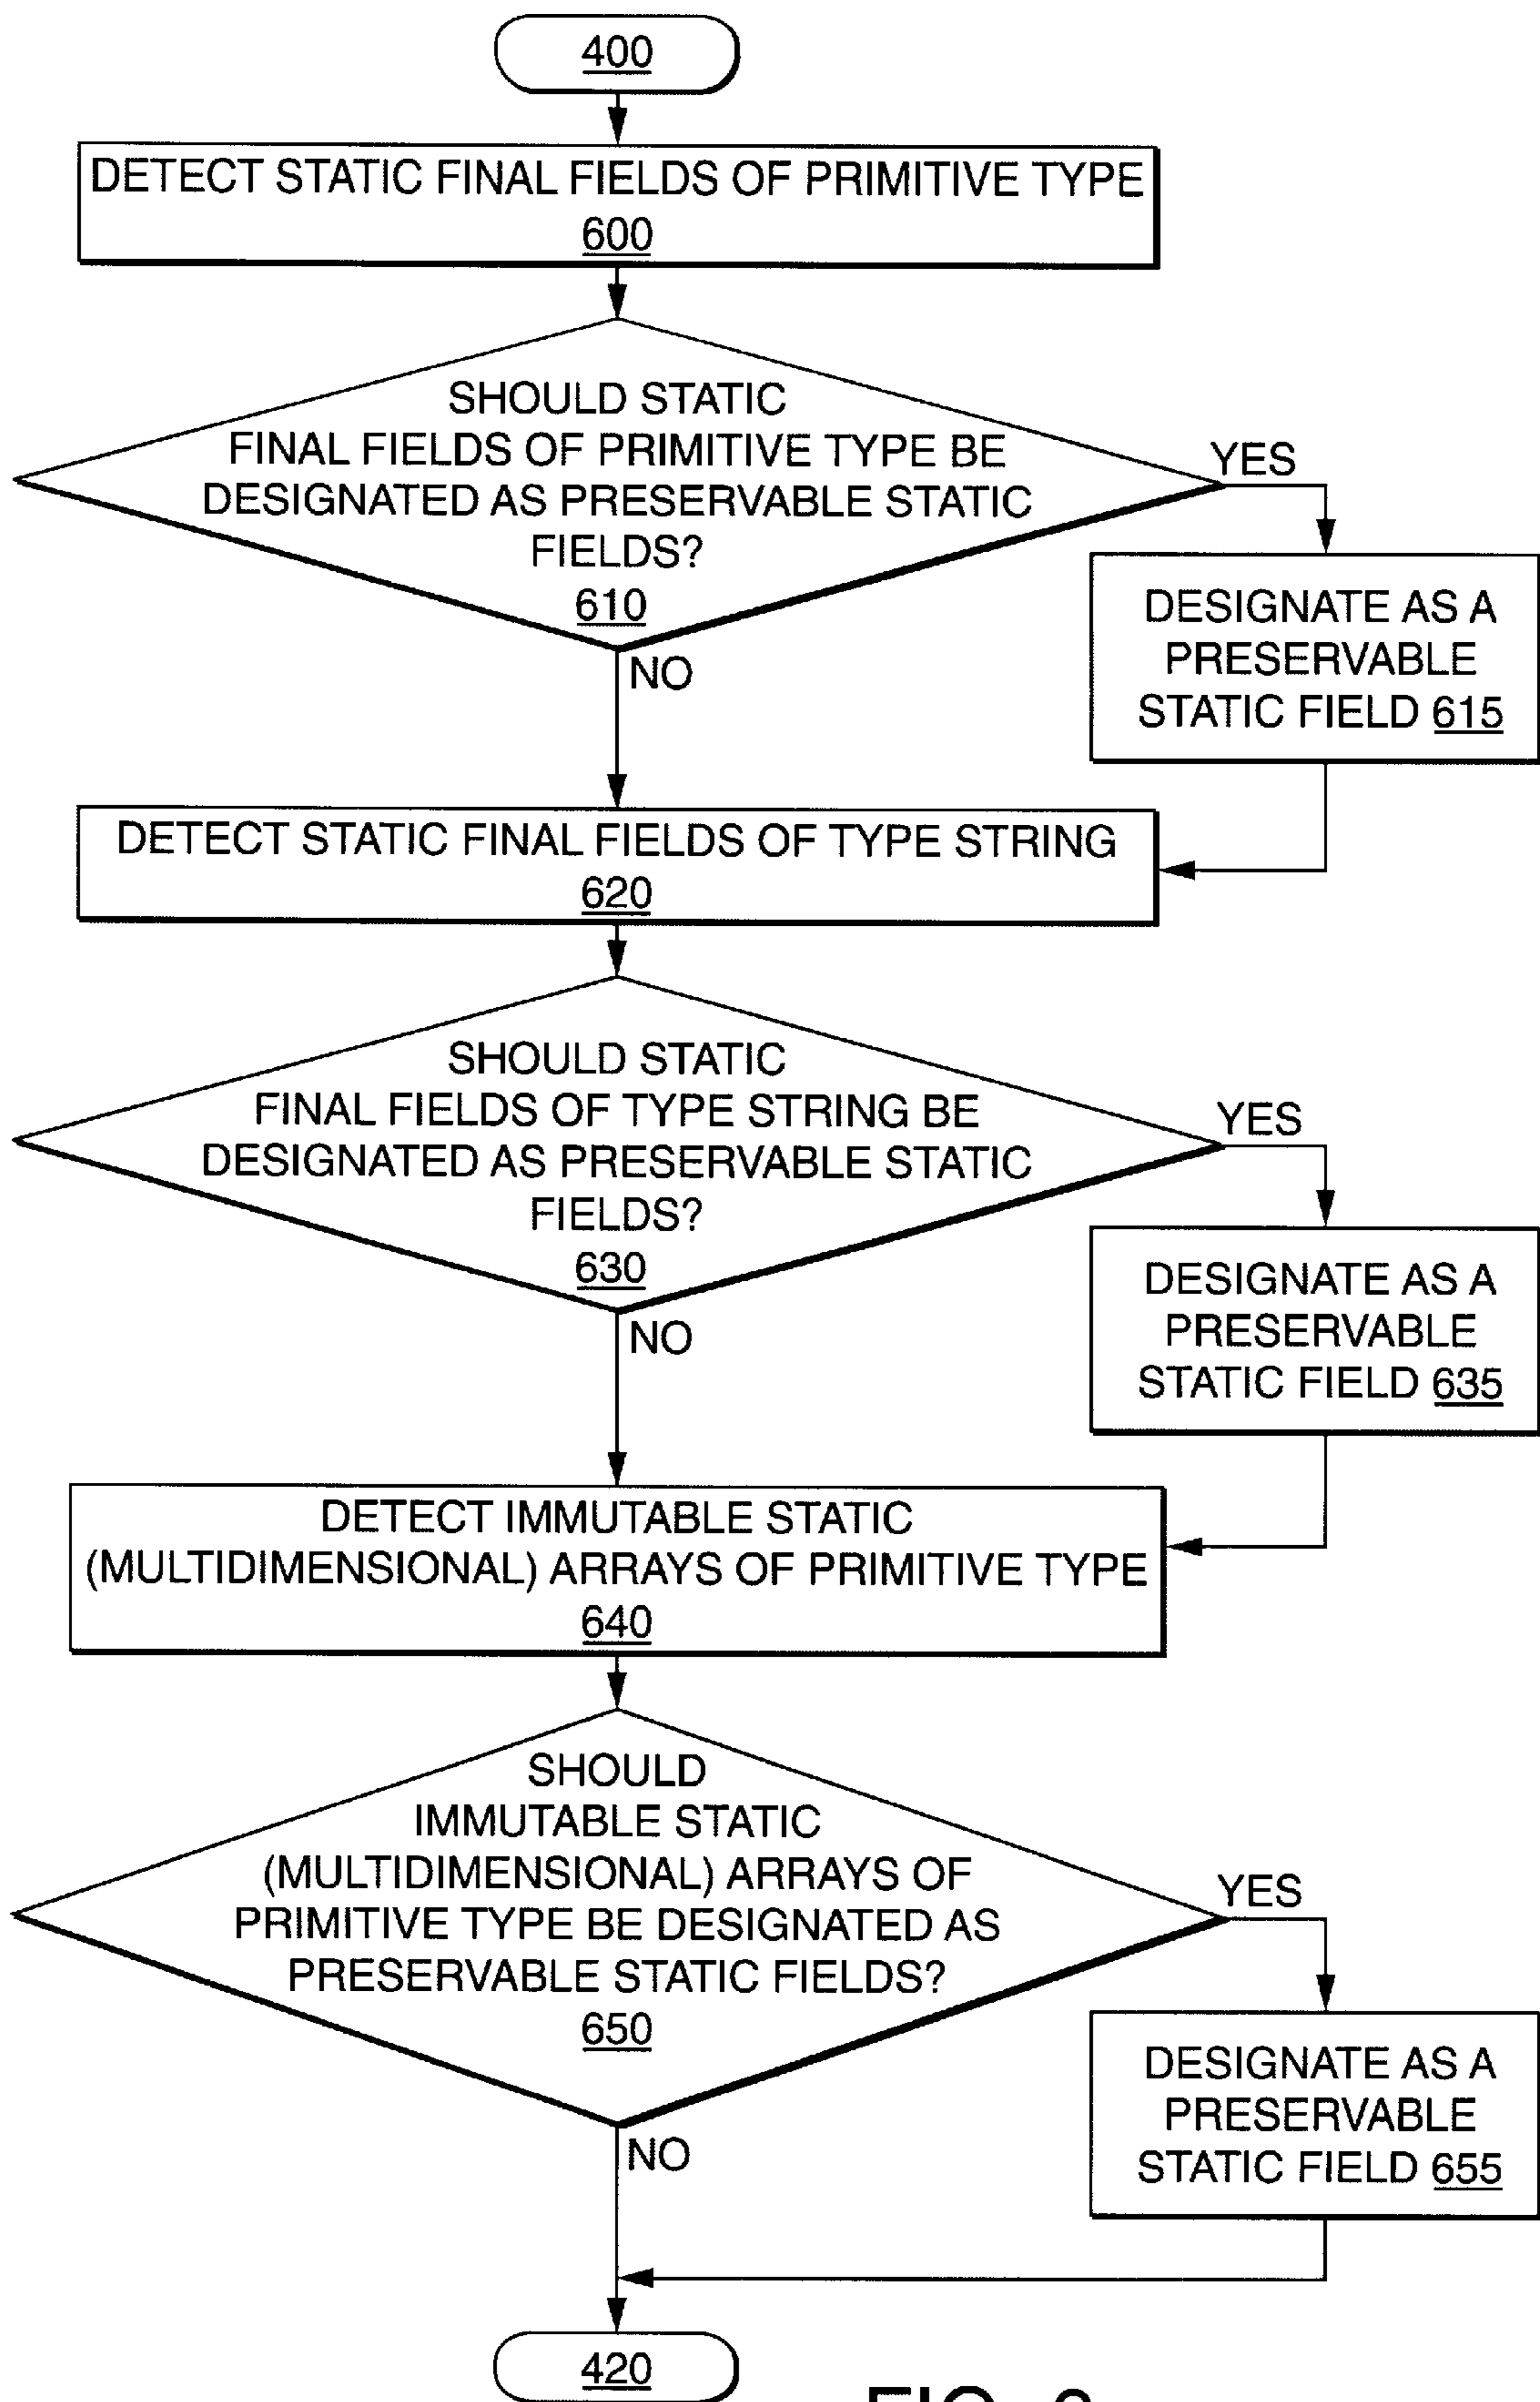 400
DETECT STATIC FINAL FIELDS OF PRIMITIVE TYPE
600
SHOULD STATIC
FINAL FIELDS OF PRIMITIVE TYPE BE
DESIGNATED AS PRESERVABLE STATIC
FIELDS?
610
YES
NO
DESIGNATE AS A
PRESERVABLE
STATIC FIELD 615
DETECT STATIC FINAL FIELDS OF TYPE STRING
620
SHOULD STATIC
FINAL FIELDS OF TYPE STRING BE
DESIGNATED AS PRESERVABLE STATIC
FIELDS?
630
YES
NO
DESIGNATE AS A
PRESERVABLE
STATIC FIELD 635
DETECT IMMUTABLE STATIC
(MULTIDIMENSIONAL) ARRAYS OF PRIMITIVE TYPE
640
SHOULD
IMMUTABLE STATIC
(MULTIDIMENSIONAL) ARRAYS OF
PRIMITIVE TYPE BE DESIGNATED AS
PRESERVABLE STATIC FIELDS?
650
YES
NO
DESIGNATE AS A
PRESERVABLE
STATIC FIELD 655
420
FIG.